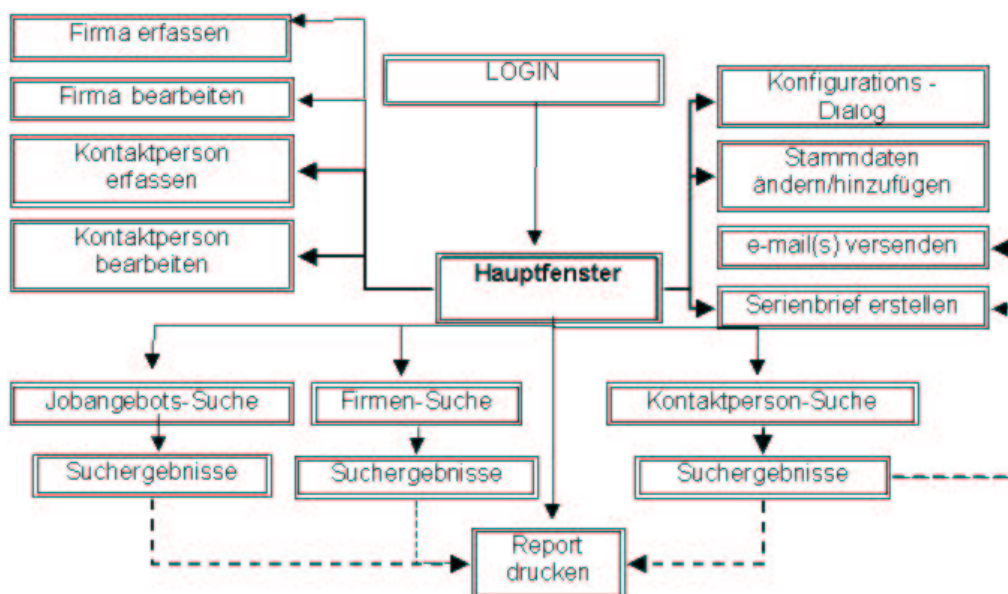 Firma erfassen
LOGIN
Firma bearbeiten
Konfigurations -
Dialog
Kontaktperson
erfassen
Stammdaten
ändern/hinzufügen
Kontaktperson
bearbeiten
e-mail(s) versenden
Hauptfenster
Serienbrief erstellen
Jobangebots-Suche
Firmen-Suche
Kontaktperson-Suche
Suchergebnisse
Suchergebnisse
Suchergebnisse
Report
drucken